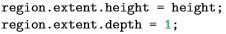 region.extent.height = height;
region.extent.depth = 1;